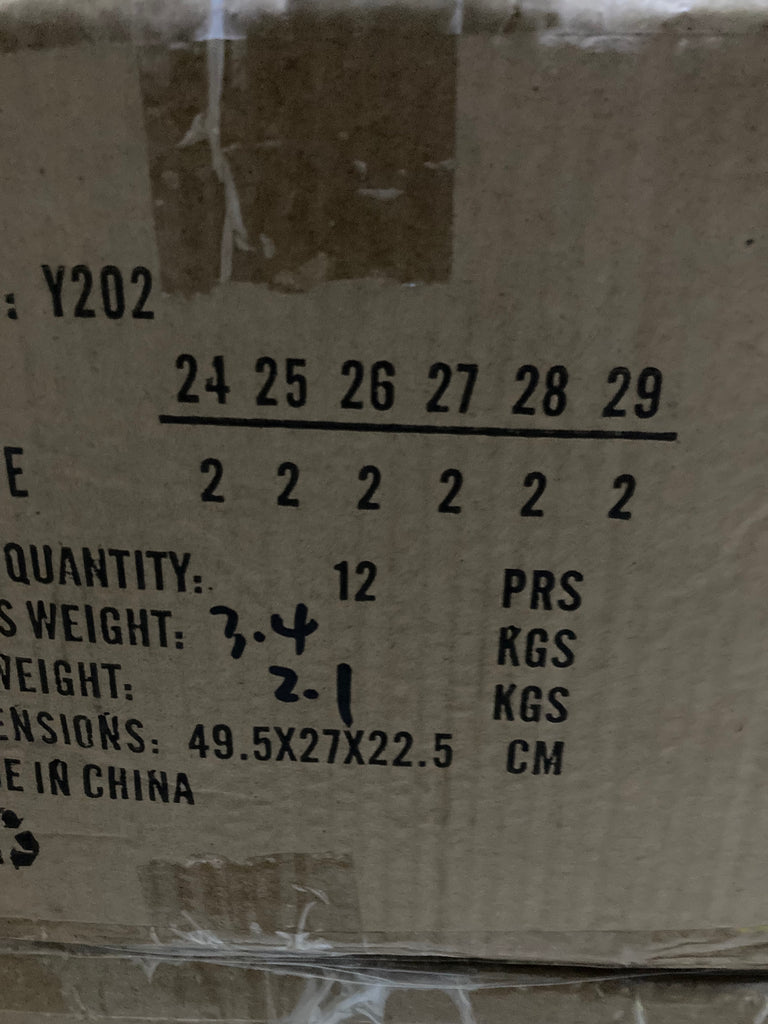 : Y202
24 25 26 27 28 29
E 2 2 2 2 2 2
QUANTITY: 12 PRS
S WEIGHT: 3.4 KGS
WEIGHT: 2.1 KGS
ENSIONS: 49.5X27X22.5 CM
E IN CHINA